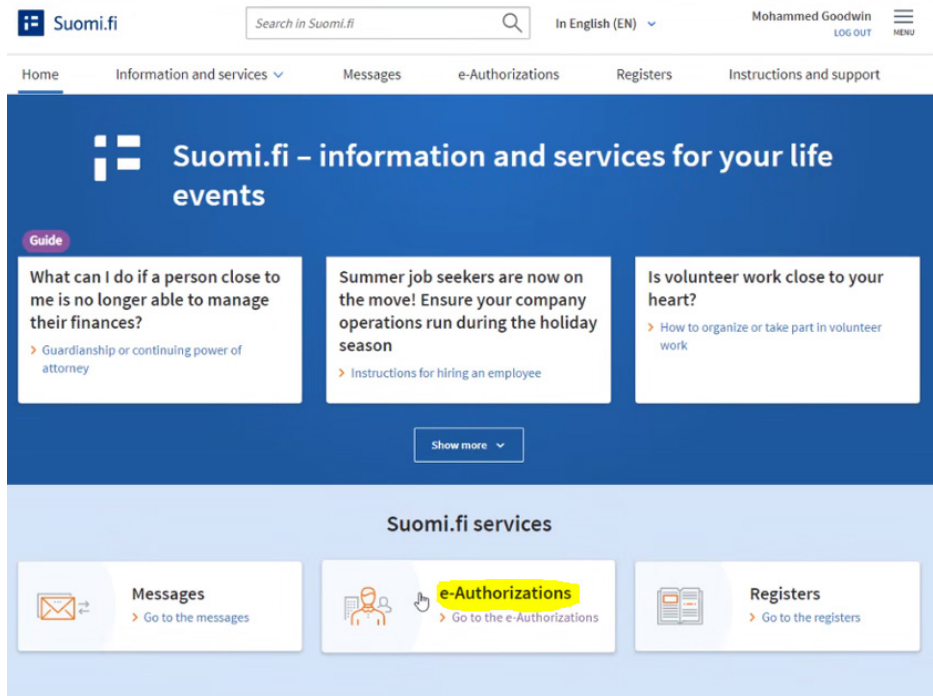 Suomi.fi
Search in Suomi.fi
In English (EN)
Mohammed Goodwin
LOG OUT
MENU
Home
Information and services
Messages
e-Authorizations
Registers
Instructions and support
Suomi.fi – information and services for your life
events
Guide
What can I do if a person close to
me is no longer able to manage
their finances?
Guardianship or continuing power of
attorney
Summer job seekers are now on
the move! Ensure your company
operations run during the holiday
season
Instructions for hiring an employee
Is volunteer work close to your
heart?
How to organize or take part in volunteer
work
Show more
Suomi.fi services
Messages
Go to the messages
e-Authorizations
Go to the e-Authorizations
Registers
Go to the registers